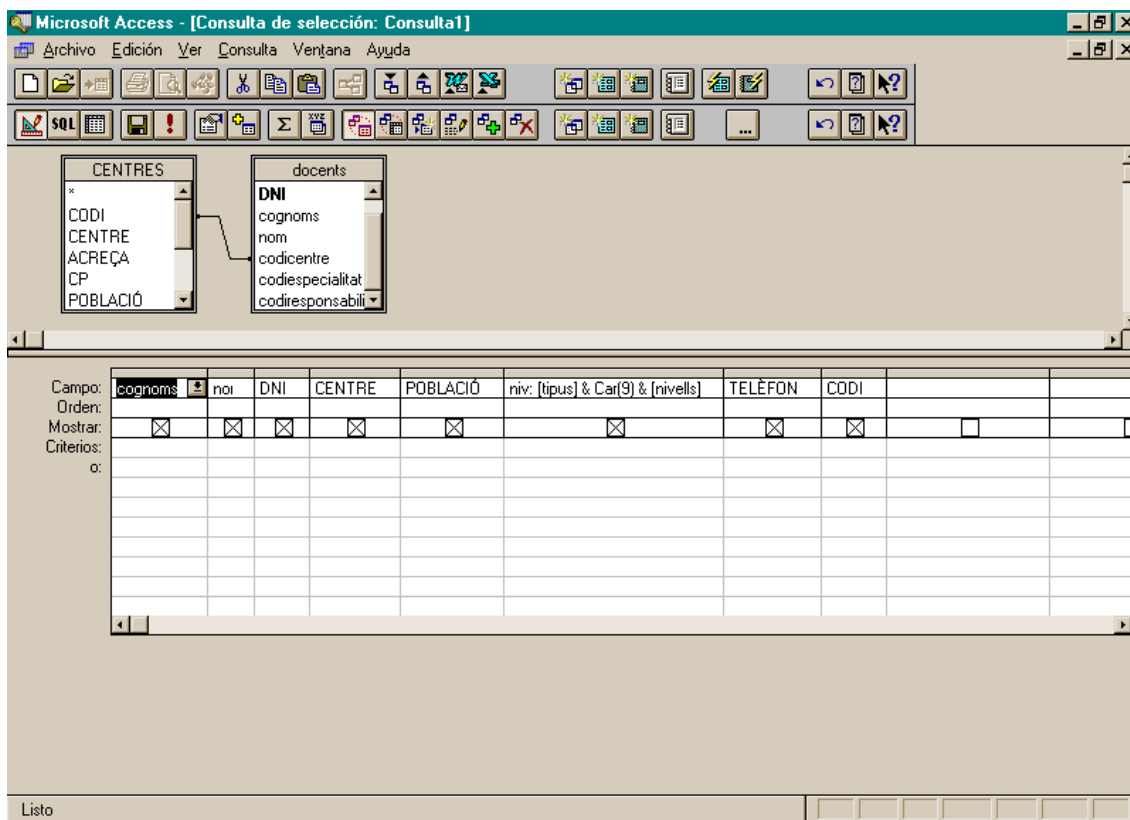 Microsoft Access - [Consulta de selección: Consulta1]
Archivo Edición Ver Consulta Ventana Ayuda
SQL
XYZ
CENTRES
*
CODI
CENTRE
ACREÇA
CP
POBLACIÓ
docents
DNI
cognoms
nom
codicentre
codiespecialitat
codiresponsabili
Campo: cognoms noi DNI CENTRE POBLACIÓ niv: [tipus] & Car(9) & [nivells] TELÈFON CODI
Orden:
Mostrar:
Criterios:
o:
Listo